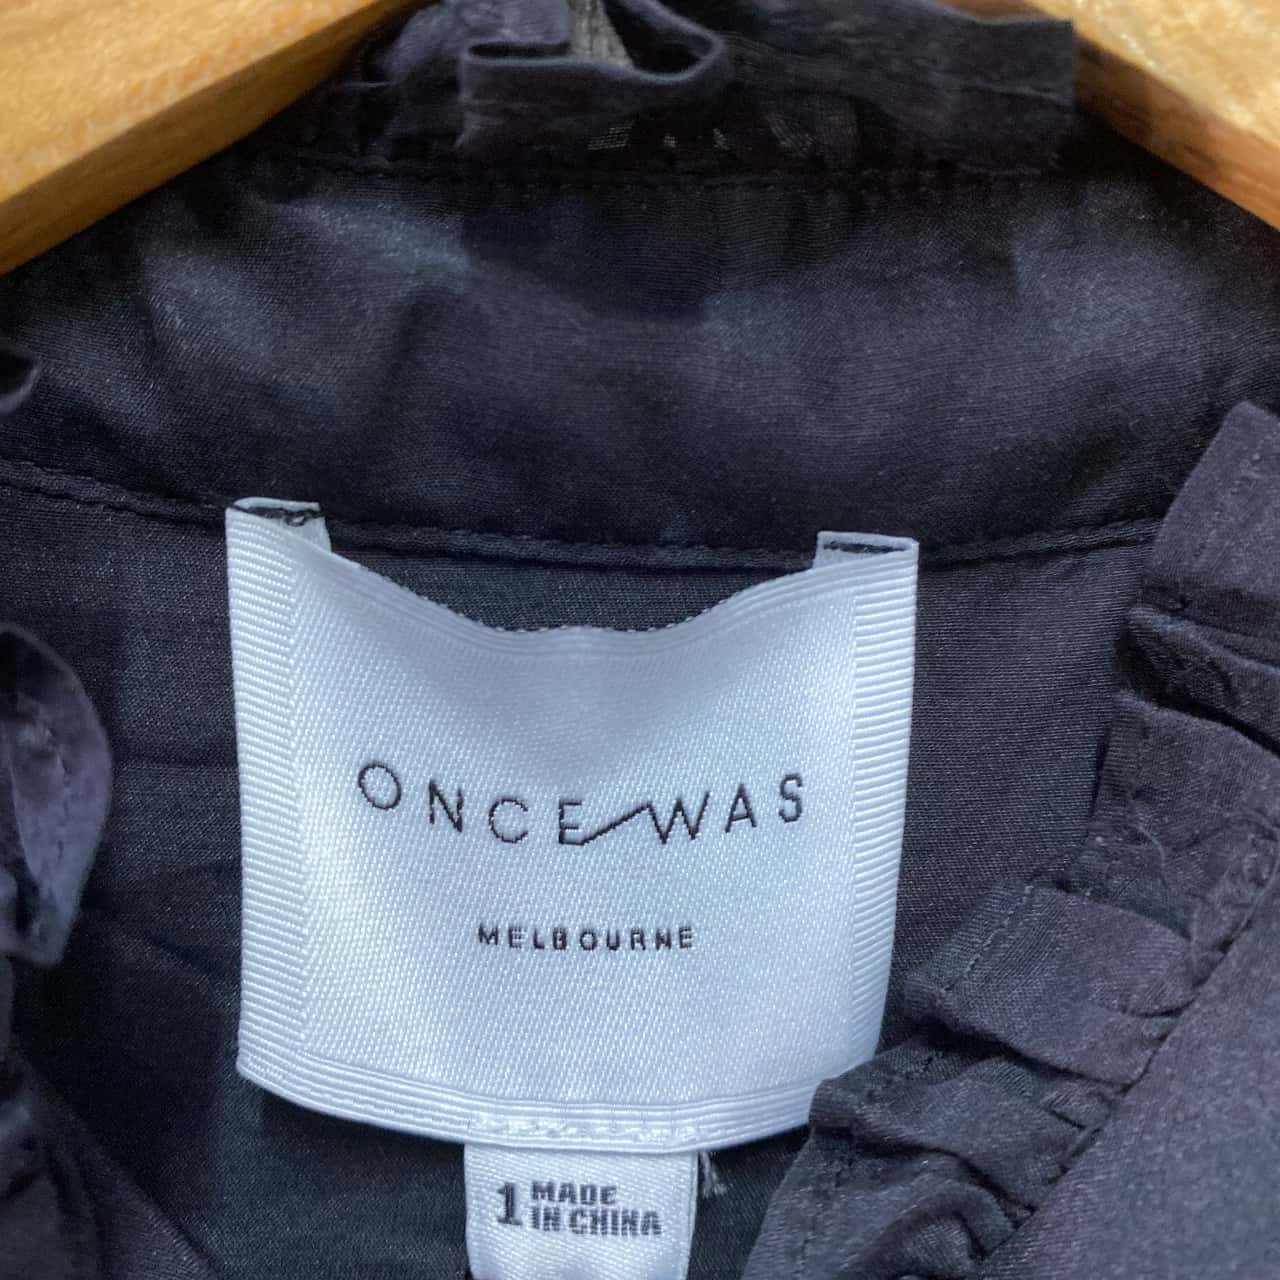 ONCE WAS
MELBOURNE
1 MADE
IN CHINA